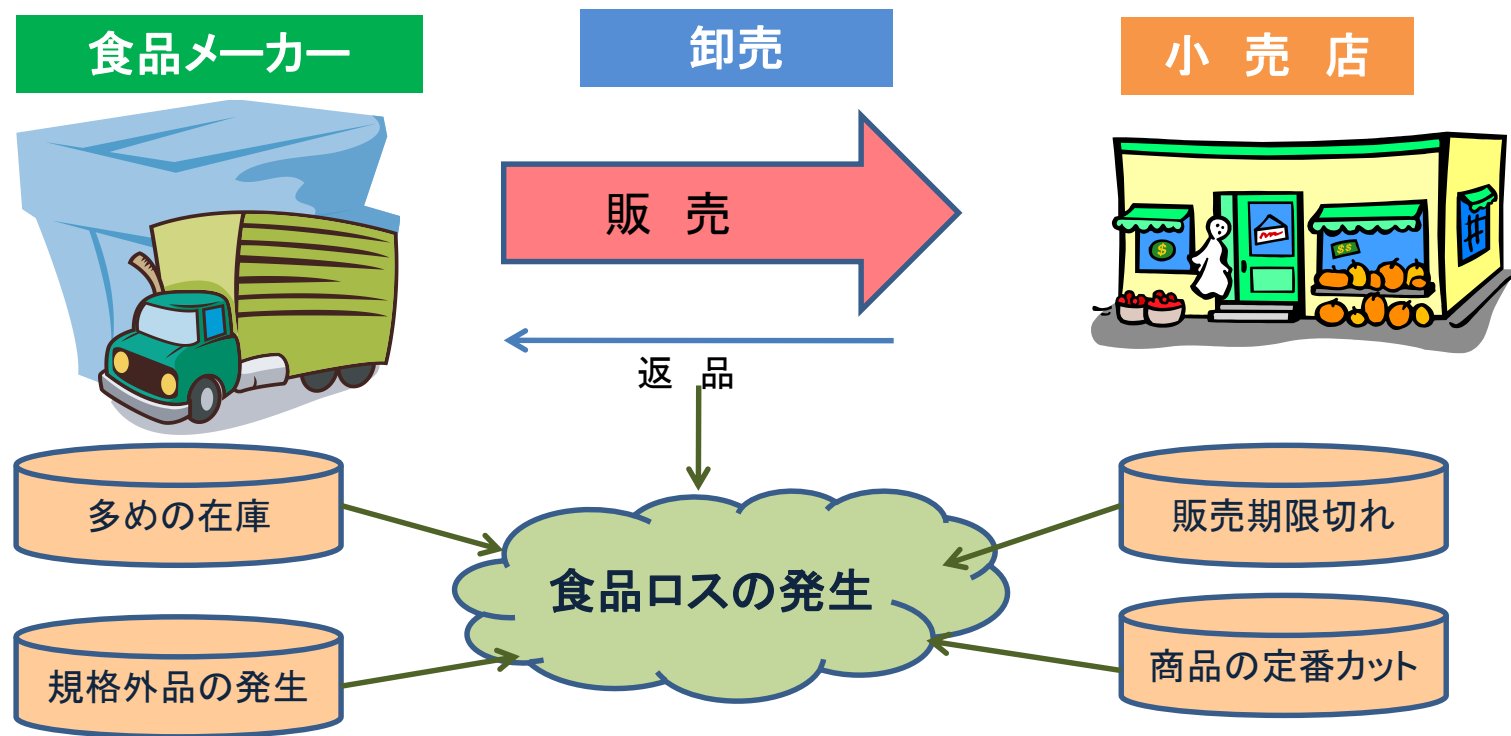 食品メーカー
卸売
小 売 店
販 売
返 品
多めの在庫
販売期限切れ
食品ロスの発生
規格外品の発生
商品の定番カット
$
$$